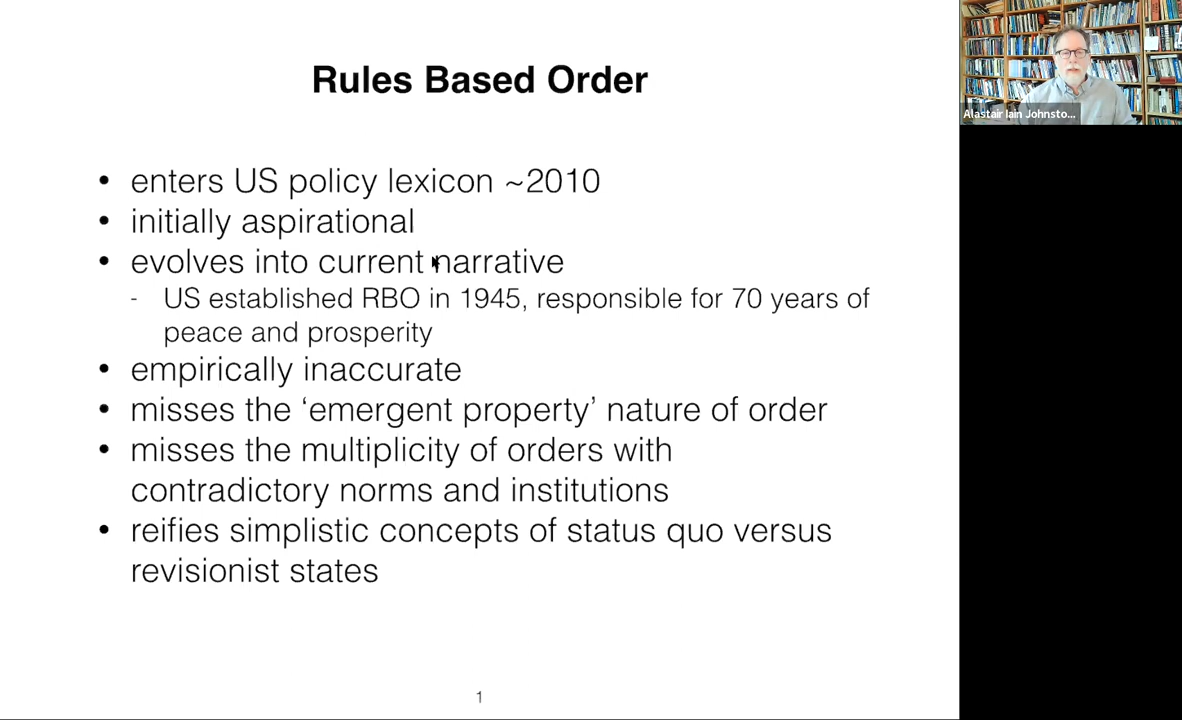 Rules Based Order
• enters US policy lexicon ~2010
• initially aspirational
• evolves into current narrative
- US established RBO in 1945, responsible for 70 years of
peace and prosperity
• empirically inaccurate
• misses the ‘emergent property’ nature of order
• misses the multiplicity of orders with
contradictory norms and institutions
• reifies simplistic concepts of status quo versus
revisionist states
1
Alastair Iain Johnsto...